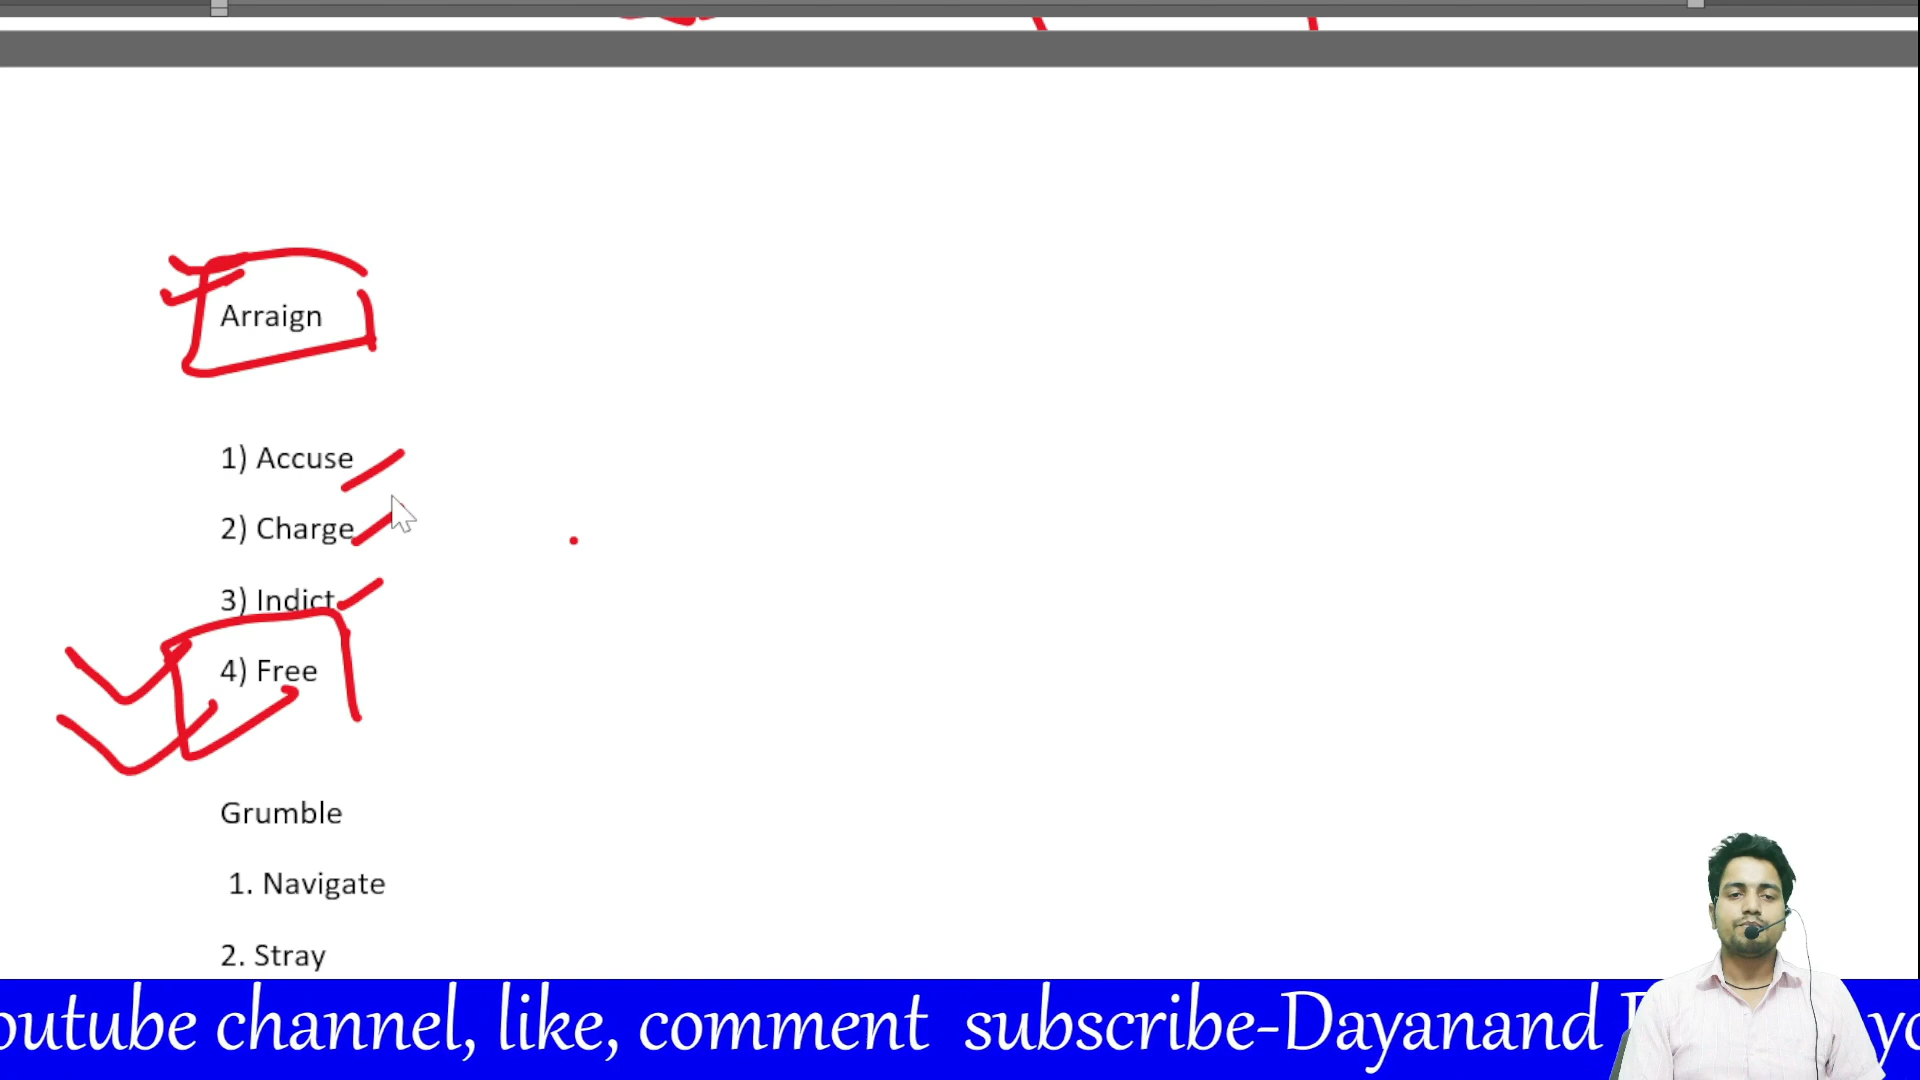 Arraign
1) Accuse
2) Charge
3) Indict
4) Free
Grumble
1. Navigate
2. Stray
outube channel, like, comment subscribe-Dayanand